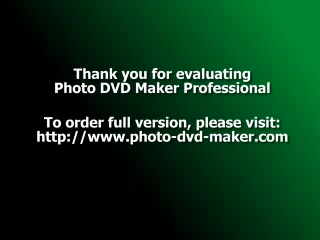 Thank you for evaluating
Photo DVD Maker Professional
To order full version, please visit:
http://www.photo-dvd-maker.com